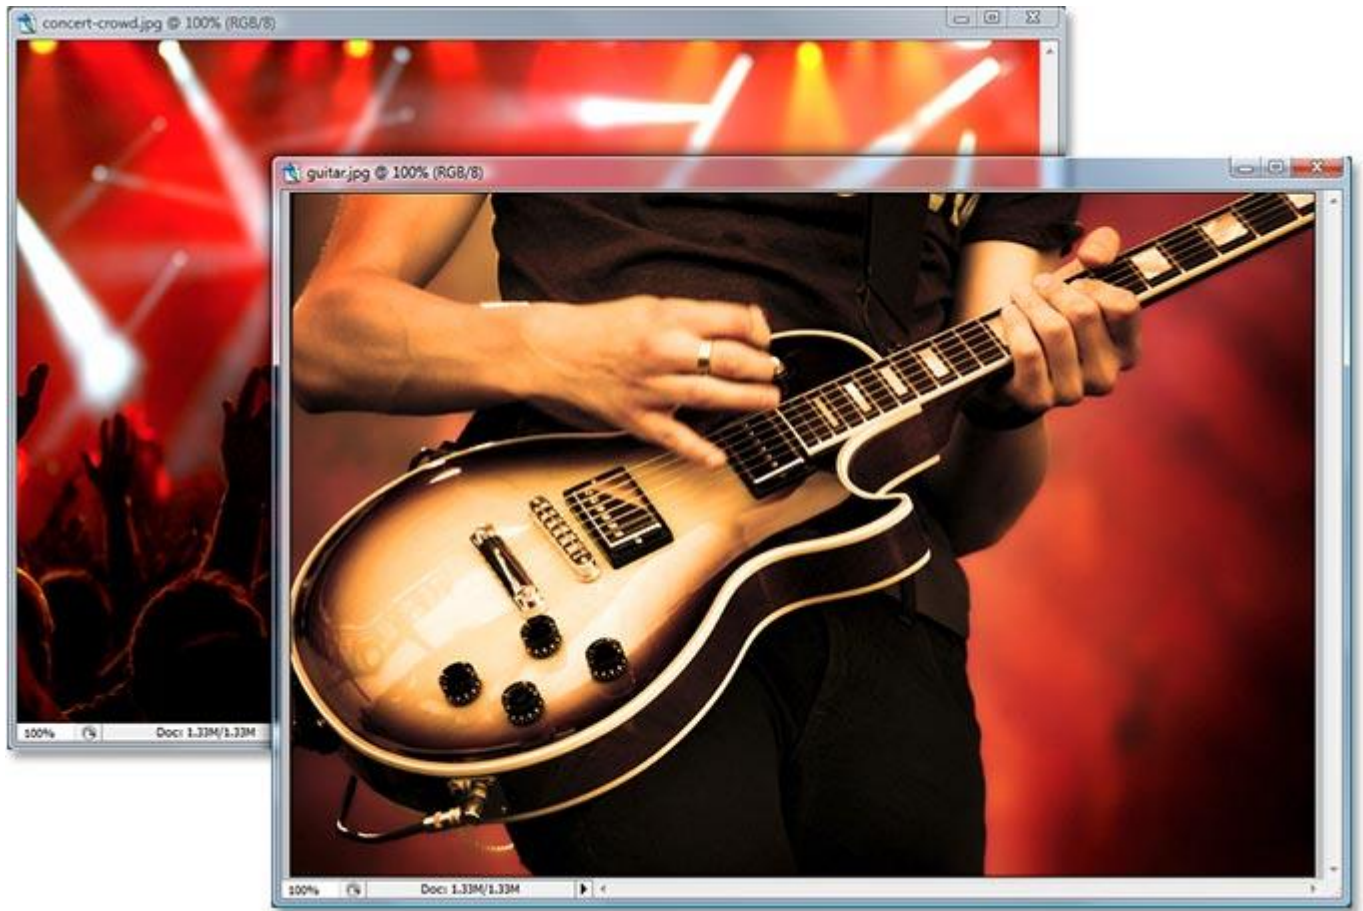 concert-crowd.jpg @ 100% (RGB/8)
guitar.jpg @ 100% (RGB/8)
100%
Doc: 1.33M/1.33M
100%
Doc: 1.33M/1.33M